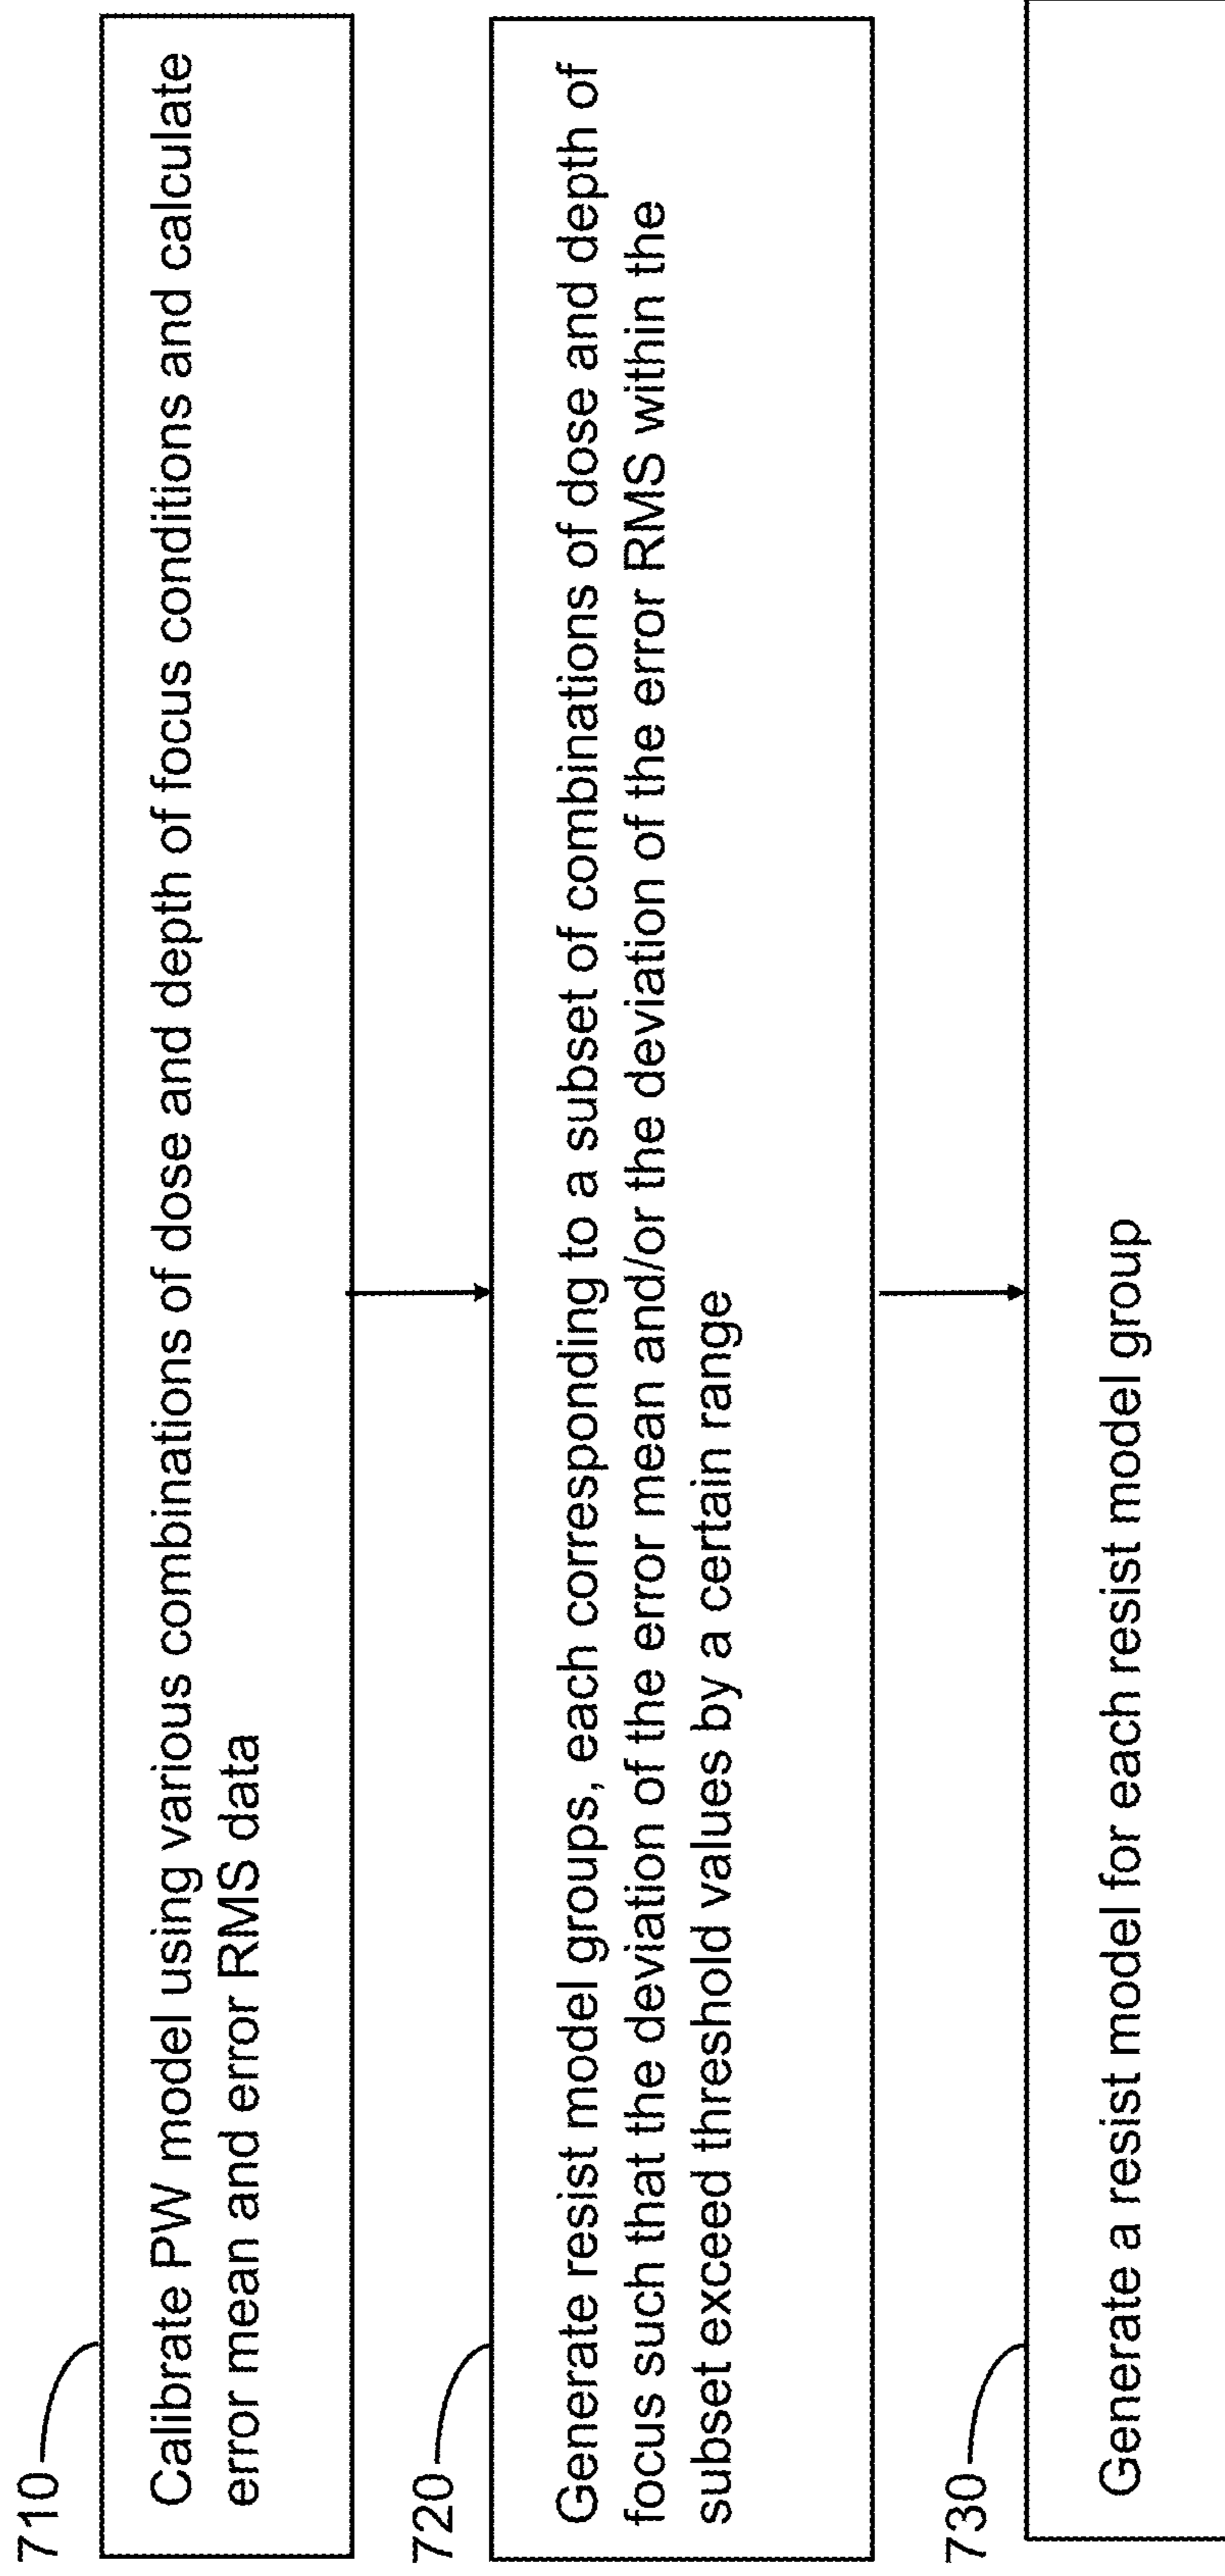 710
Calibrate PW model using various combinations of dose and depth of focus conditions and calculate
error mean and error RMS data
720
Generate resist model groups, each corresponding to a subset of combinations of dose and depth of
focus such that the deviation of the error mean and/or the deviation of the error RMS within the
subset exceed threshold values by a certain range
730
Generate a resist model for each resist model group